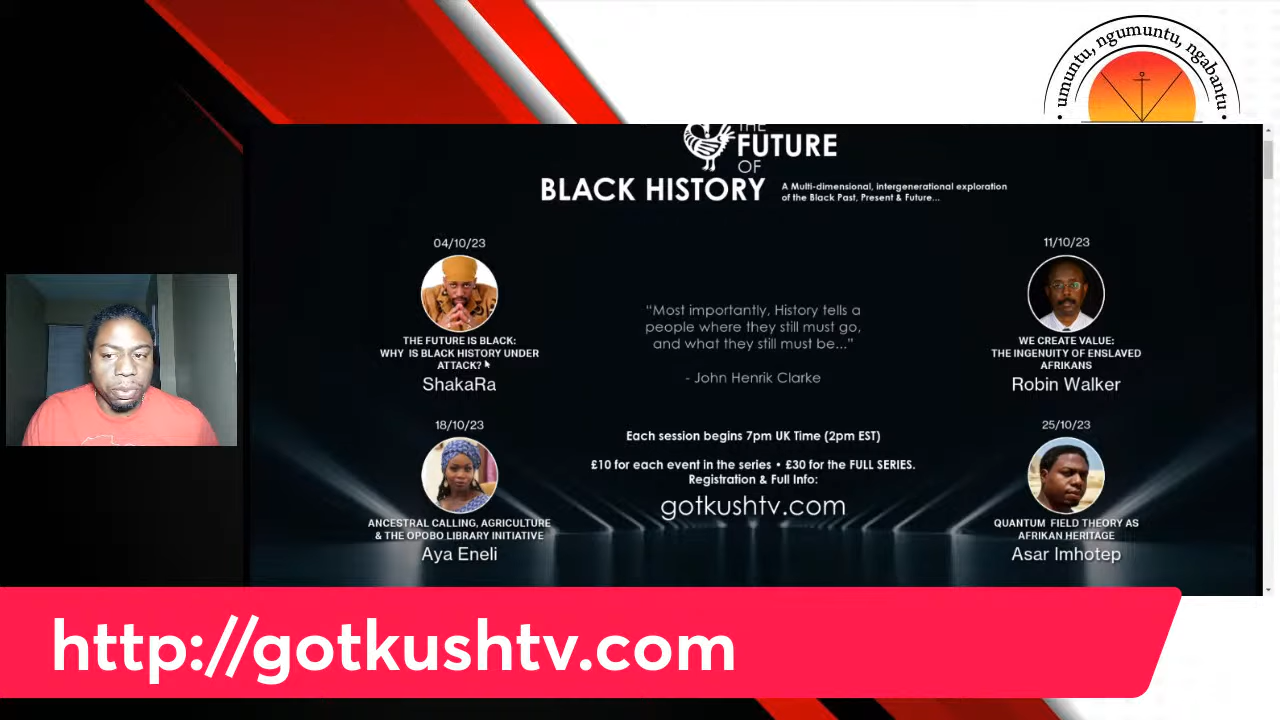 • umuntu, ngumuntu, ngabantu •
THE
FUTURE
OF
BLACK HISTORY
A Multi-dimensional, intergenerational exploration
of the Black Past, Present & Future...
04/10/23
THE FUTURE IS BLACK:
WHY IS BLACK HISTORY UNDER
ATTACK?
ShakaRa
11/10/23
WE CREATE VALUE:
THE INGENUITY OF ENSLAVED
AFRIKANS
Robin Walker
“Most importantly, History tells a
people where they still must go,
and what they still must be...”
- John Henrik Clarke
18/10/23
ANCESTRAL CALLING, AGRICULTURE
& THE OPOBO LIBRARY INITIATIVE
Aya Eneli
25/10/23
QUANTUM FIELD THEORY AS
AFRIKAN HERITAGE
Asar Imhotep
Each session begins 7pm UK Time (2pm EST)
£10 for each event in the series • £30 for the FULL SERIES.
Registration & Full Info:
gotkushtv.com
http://gotkushtv.com